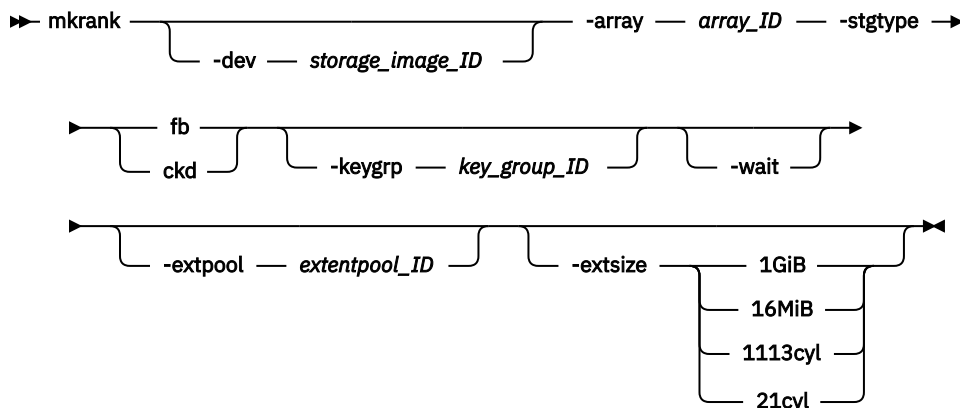 mkrank -array array_ID -stgtype
-dev storage_image_ID
fb
ckd
-keygrp key_group_ID -wait
-extpool extentpool_ID -extsize 1GiB
16MiB
1113cyl
21cyl